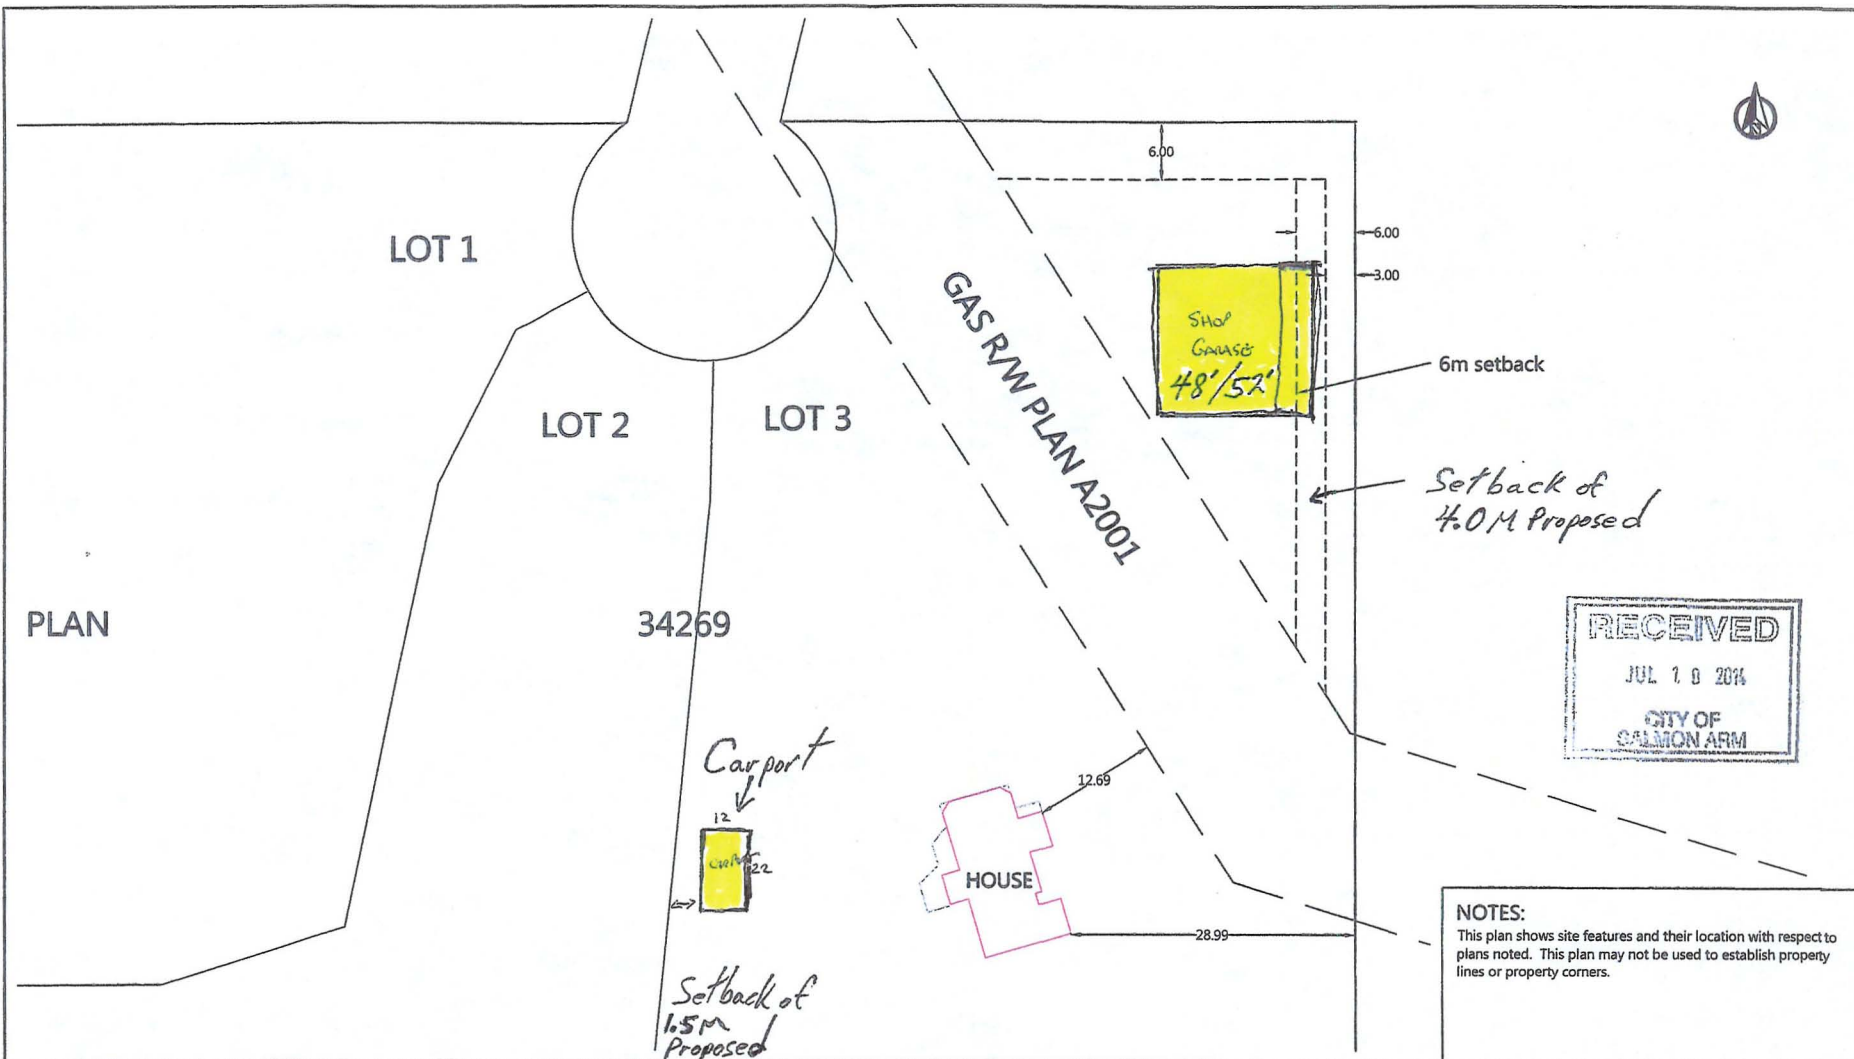 6.00
N
LOT 1
6.00
3.00
GAS R/W PLAN A2001
SHOP
GARAGE
48'/52'
6m setback
LOT 2
LOT 3
Setback of
4.0M Proposed
PLAN
34269
RECEIVED
2014
CITY OF
SALMON ARM
Carport
12
22
12.69
HOUSE
28.99
NOTES:
This plan shows site features and their location with respect to
plans noted. This plan may not be used to establish property
lines or property corners.
Setback of
1.5M
Proposed